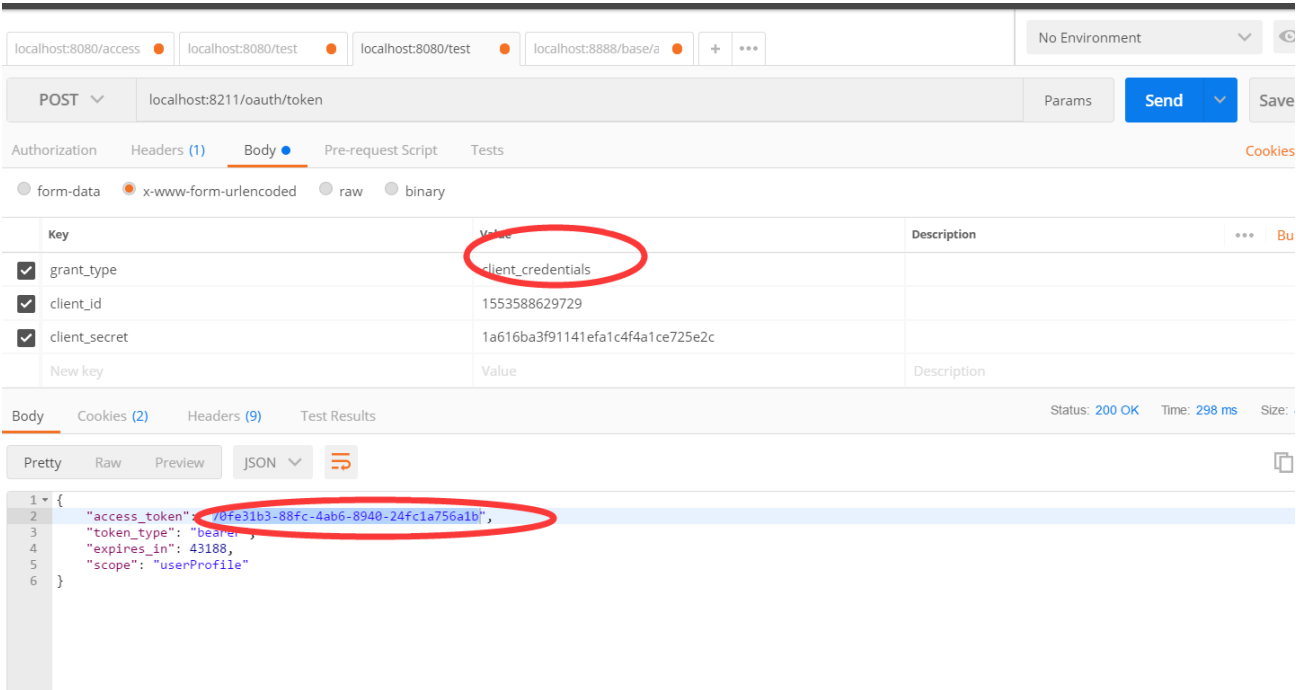 localhost:8080/access localhost:8080/test localhost:8080/test localhost:8888/base/a + ••• No Environment
POST localhost:8211/oauth/token Params Send Save
Authorization Headers (1) Body Pre-request Script Tests Cookies
form-data x-www-form-urlencoded raw binary
Key Value Description ••• Bu
grant_type client_credentials
client_id 1553588629729
client_secret 1a616ba3f91141efa1c4f4a1ce725e2c
New key Value Description
Body Cookies (2) Headers (9) Test Results Status: 200 OK Time: 298 ms Size:
Pretty Raw Preview JSON
1 {
2 "access_token": "70fe31b3-88fc-4ab6-8940-24fc1a756a1b",
3 "token_type": "bearer",
4 "expires_in": 43188,
5 "scope": "userProfile"
6 }